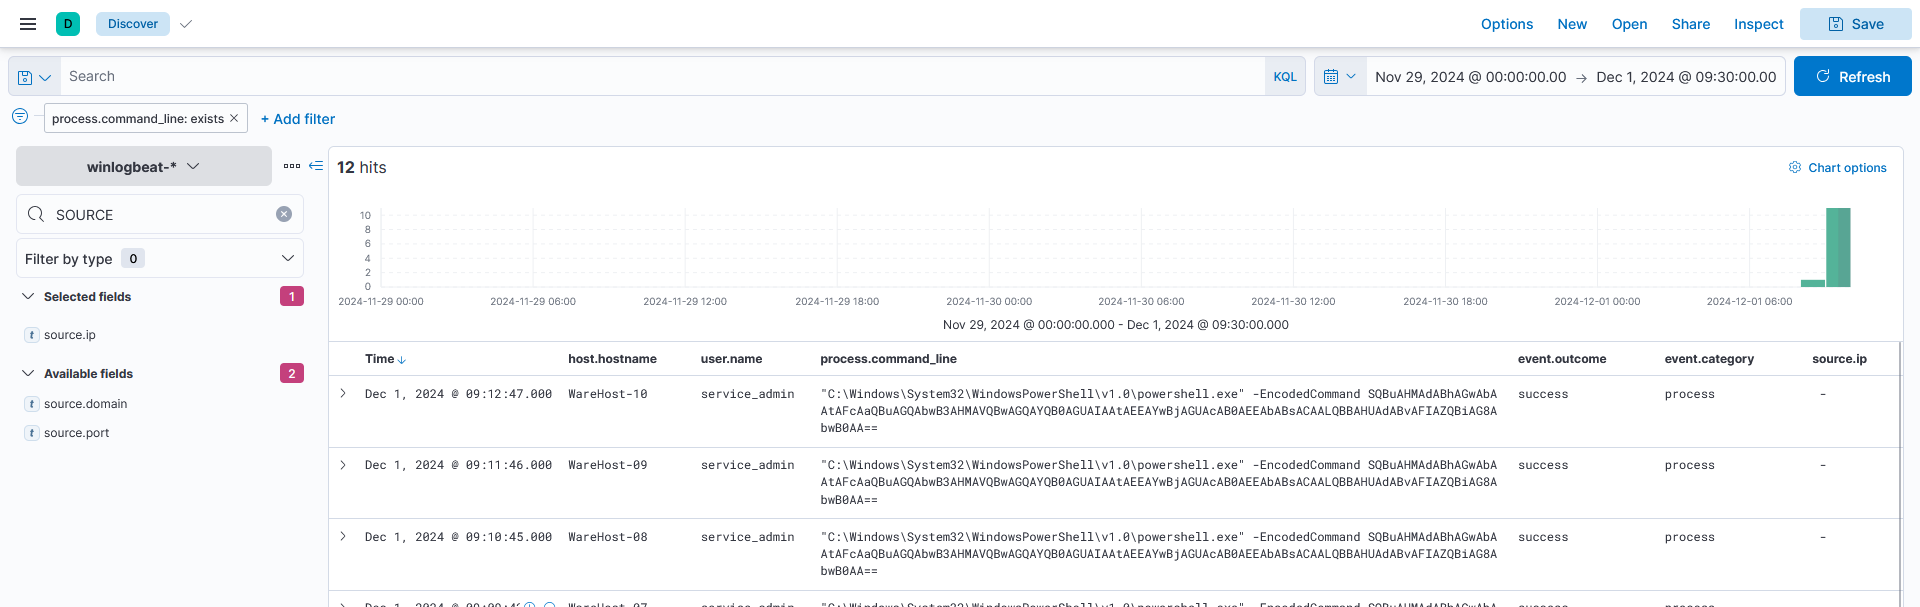 D Discover Options New Open Share Inspect Save
Search KQL Nov 29, 2024 @ 00:00:00.00 → Dec 1, 2024 @ 09:30:00.00 Refresh
process.command_line: exists × + Add filter
winlogbeat-*
12 hits Chart options
SOURCE
Filter by type 0
Selected fields 1
source.ip
Available fields 2
source.domain
source.port
10
8
6
4
2
0
2024-11-29 00:00 2024-11-29 06:00 2024-11-29 12:00 2024-11-29 18:00 2024-11-30 00:00 2024-11-30 06:00 2024-11-30 12:00 2024-11-30 18:00 2024-12-01 00:00 2024-12-01 06:00
Nov 29, 2024 @ 00:00:00.000 - Dec 1, 2024 @ 09:30:00.000
Time host.hostname user.name process.command_line event.outcome event.category source.ip
Dec 1, 2024 @ 09:12:47.000 WareHost-10 service_admin "C:\Windows\System32\WindowsPowerShell\v1.0\powershell.exe" -EncodedCommand SQBuAHMAdABhAGwAbA success process -
AtAFcAaQBuAGQAbwB3AHMAVQBwAGQAYQB0AGUAIAAtAEEAYwBjAGUAcAB0AEEAbABsACAALQBBAHUAdABvAFIAZQBiAG8A
bwB0AA==
Dec 1, 2024 @ 09:11:46.000 WareHost-09 service_admin "C:\Windows\System32\WindowsPowerShell\v1.0\powershell.exe" -EncodedCommand SQBuAHMAdABhAGwAbA success process -
AtAFcAaQBuAGQAbwB3AHMAVQBwAGQAYQB0AGUAIAAtAEEAYwBjAGUAcAB0AEEAbABsACAALQBBAHUAdABvAFIAZQBiAG8A
bwB0AA==
Dec 1, 2024 @ 09:10:45.000 WareHost-08 service_admin "C:\Windows\System32\WindowsPowerShell\v1.0\powershell.exe" -EncodedCommand SQBuAHMAdABhAGwAbA success process -
AtAFcAaQBuAGQAbwB3AHMAVQBwAGQAYQB0AGUAIAAtAEEAYwBjAGUAcAB0AEEAbABsACAALQBBAHUAdABvAFIAZQBiAG8A
bwB0AA==